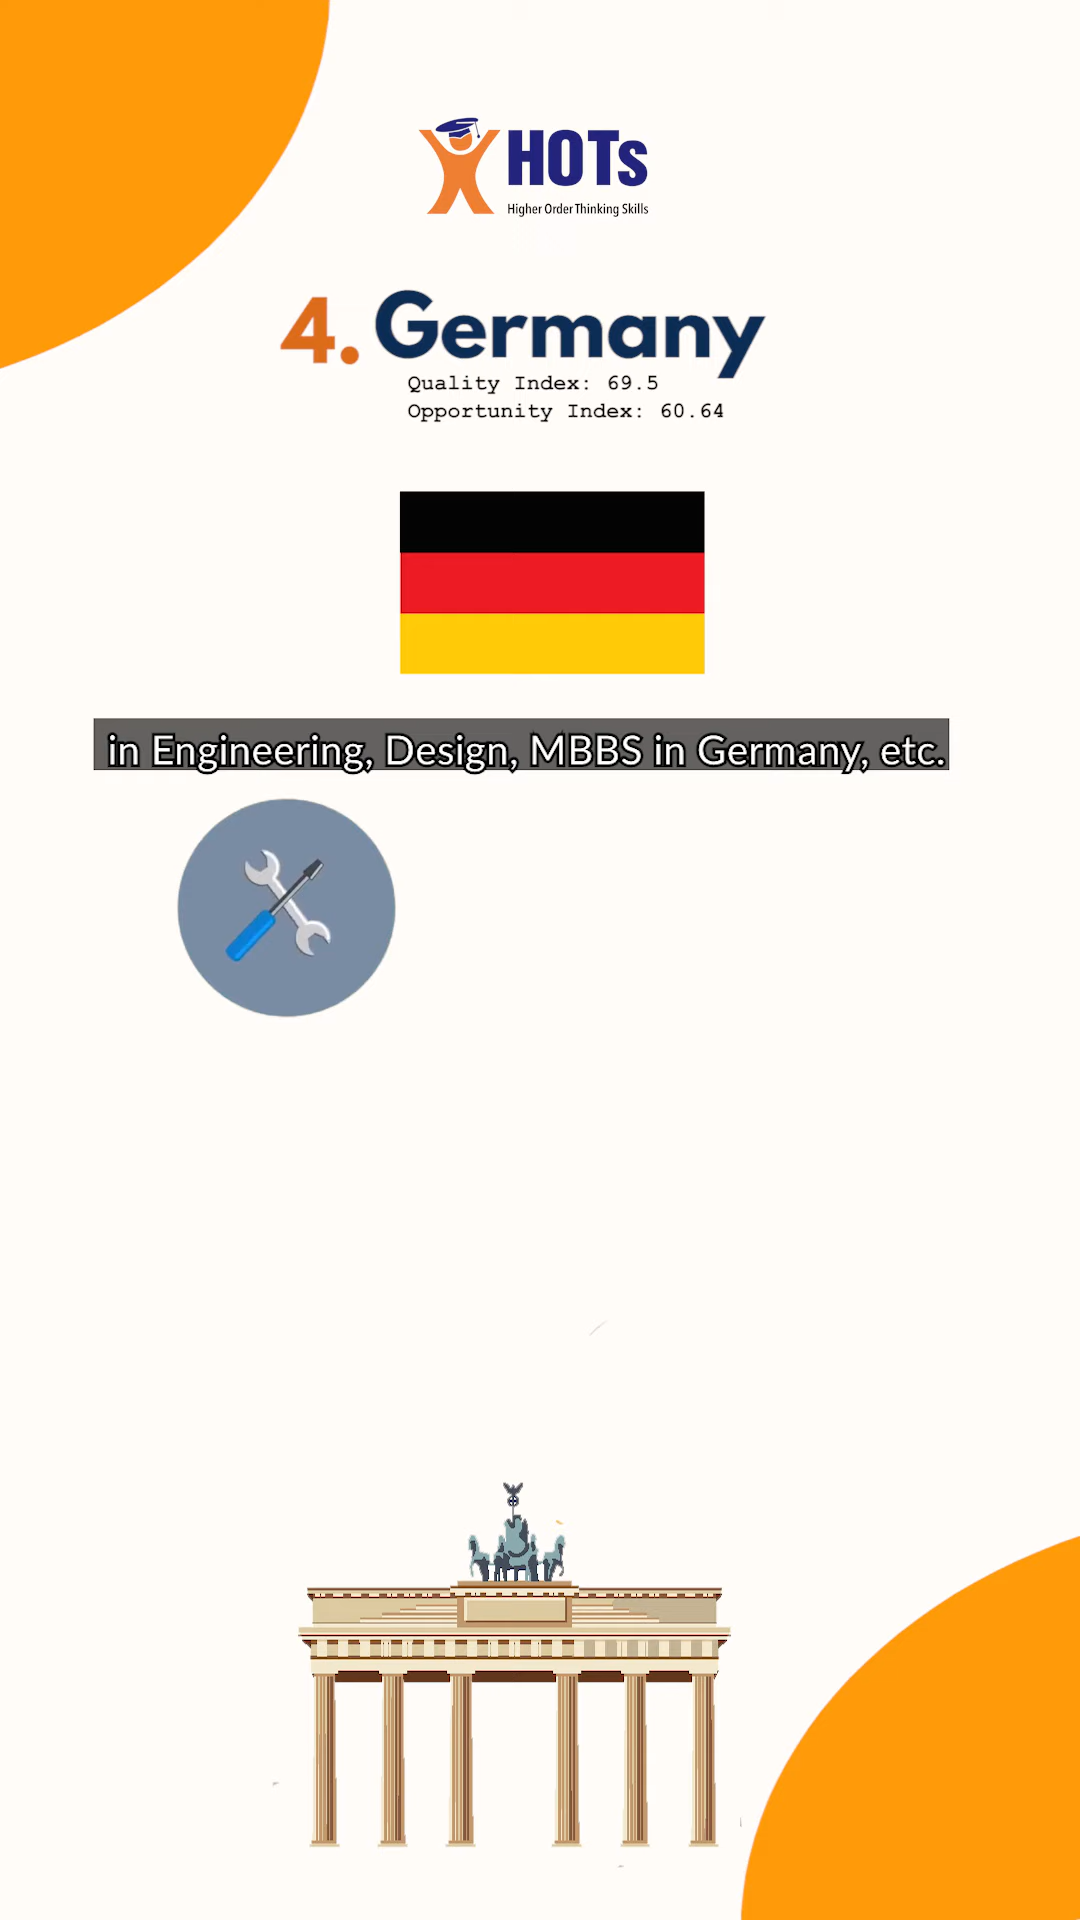 HOTs
Higher Order Thinking Skills
4. Germany
Quality Index: 69.5
Opportunity Index: 60.64
in Engineering, Design, MBBS in Germany, etc.